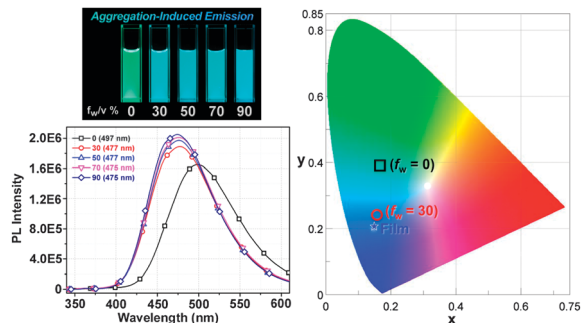 Aggregation-Induced Emission
fw/v % 0 30 50 70 90
PL Intensity
2.0E6
1.6E6
1.2E6
8.0E5
4.0E5
0.0
0 (497 nm)
30 (477 nm)
50 (477 nm)
70 (475 nm)
90 (475 nm)
350 400 450 500 550 600
Wavelength (nm)
0.85
0.8
0.6
y 0.4
0.2
0
(fw = 0)
(fw = 30)
Film
0 0.2 0.4 0.6 0.75
x